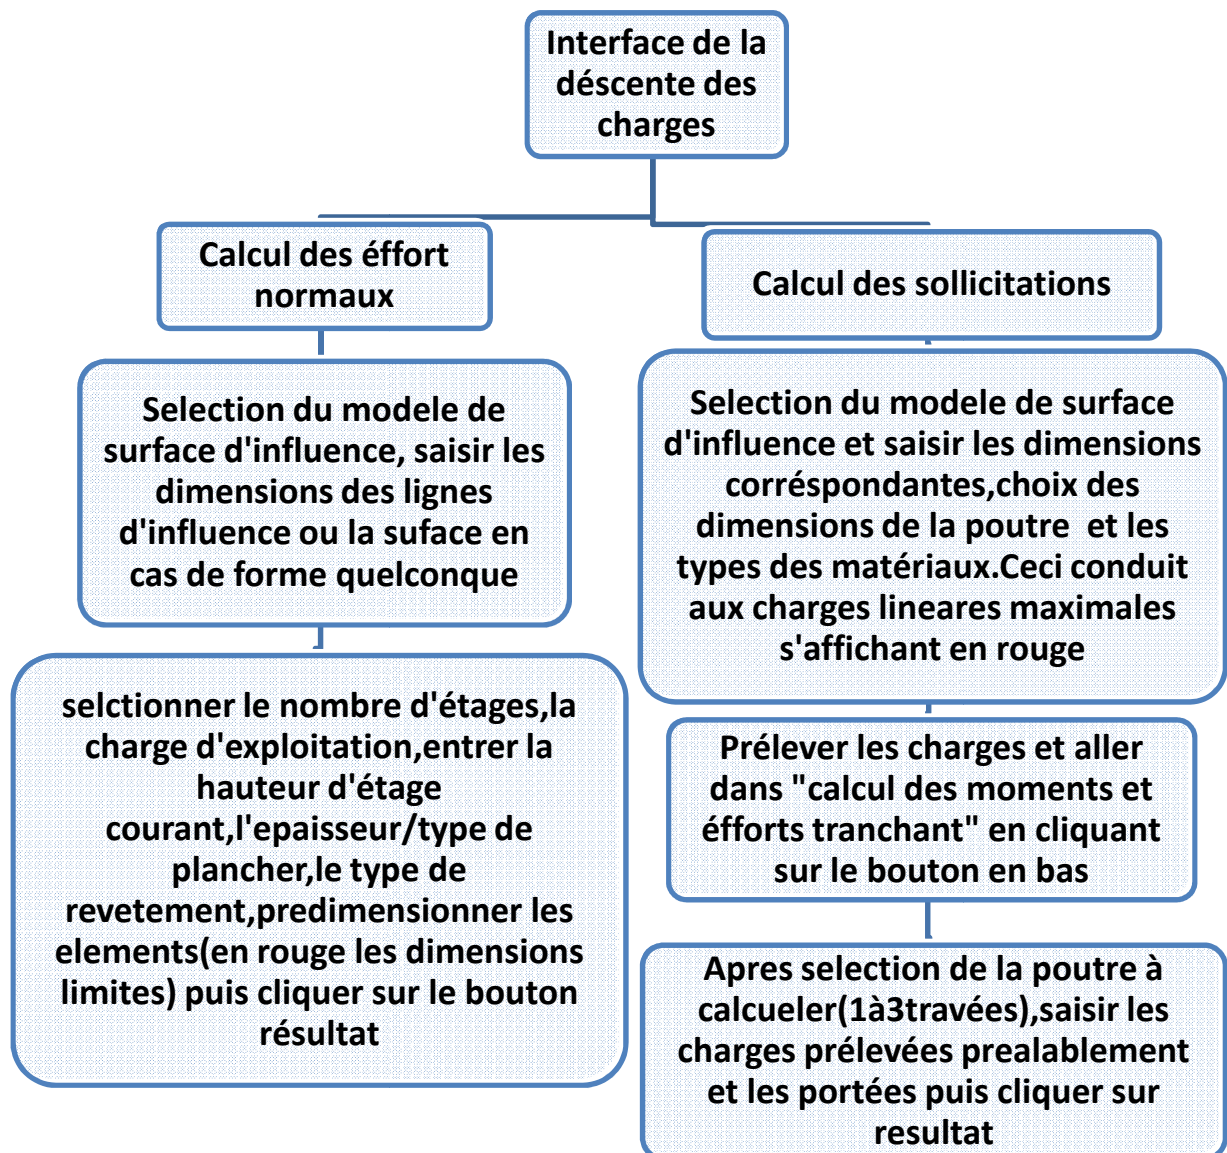 Interface de la
déscente des
charges
Calcul des éffort
normaux
Selection du modele de
surface d'influence, saisir les
dimensions des lignes
d'influence ou la suface en
cas de forme quelconque
selctionner le nombre d'étages,la
charge d'exploitation,entrer la
hauteur d'étage
courant,l'epaisseur/type de
plancher,le type de
revetement,predimensionner les
elements(en rouge les dimensions
limites) puis cliquer sur le bouton
résultat
Calcul des sollicitations
Selection du modele de surface
d'influence et saisir les dimensions
corréspondantes,choix des
dimensions de la poutre  et les
types des matériaux.Ceci conduit
aux charges lineares maximales
s'affichant en rouge
Prélever les charges et aller
dans "calcul des moments et
éfforts tranchant" en cliquant
sur le bouton en bas
Apres selection de la poutre à
calcueler(1à3travées),saisir les
charges prélevées prealablement
et les portées puis cliquer sur
resultat